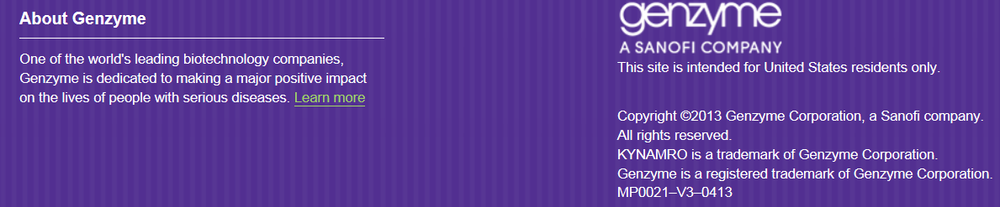 About Genzyme
One of the world's leading biotechnology companies,
Genzyme is dedicated to making a major positive impact
on the lives of people with serious diseases. Learn more
genzyme
A SANOFI COMPANY
This site is intended for United States residents only.
Copyright ©2013 Genzyme Corporation, a Sanofi company.
All rights reserved.
KYNAMRO is a trademark of Genzyme Corporation.
Genzyme is a registered trademark of Genzyme Corporation.
MP0021–V3–0413